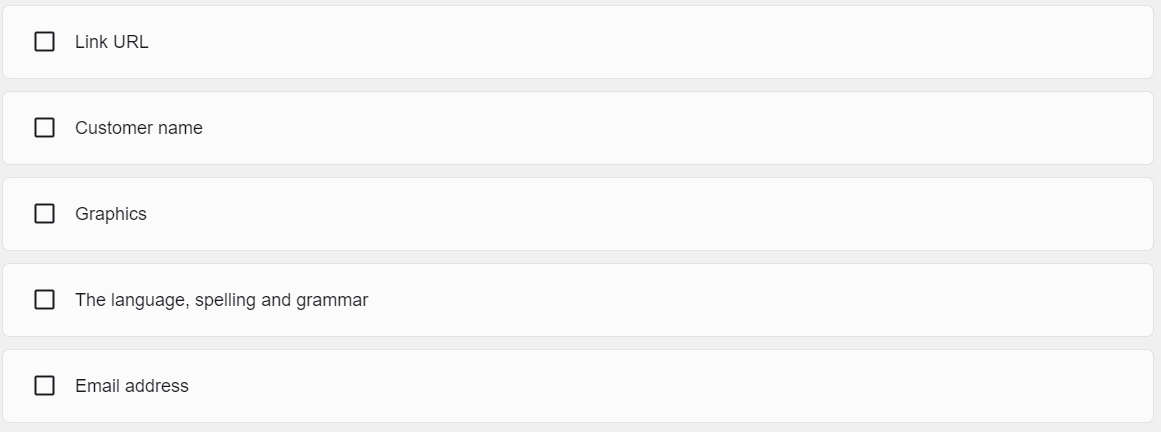 Link URL
Customer name
Graphics
The language, spelling and grammar
Email address